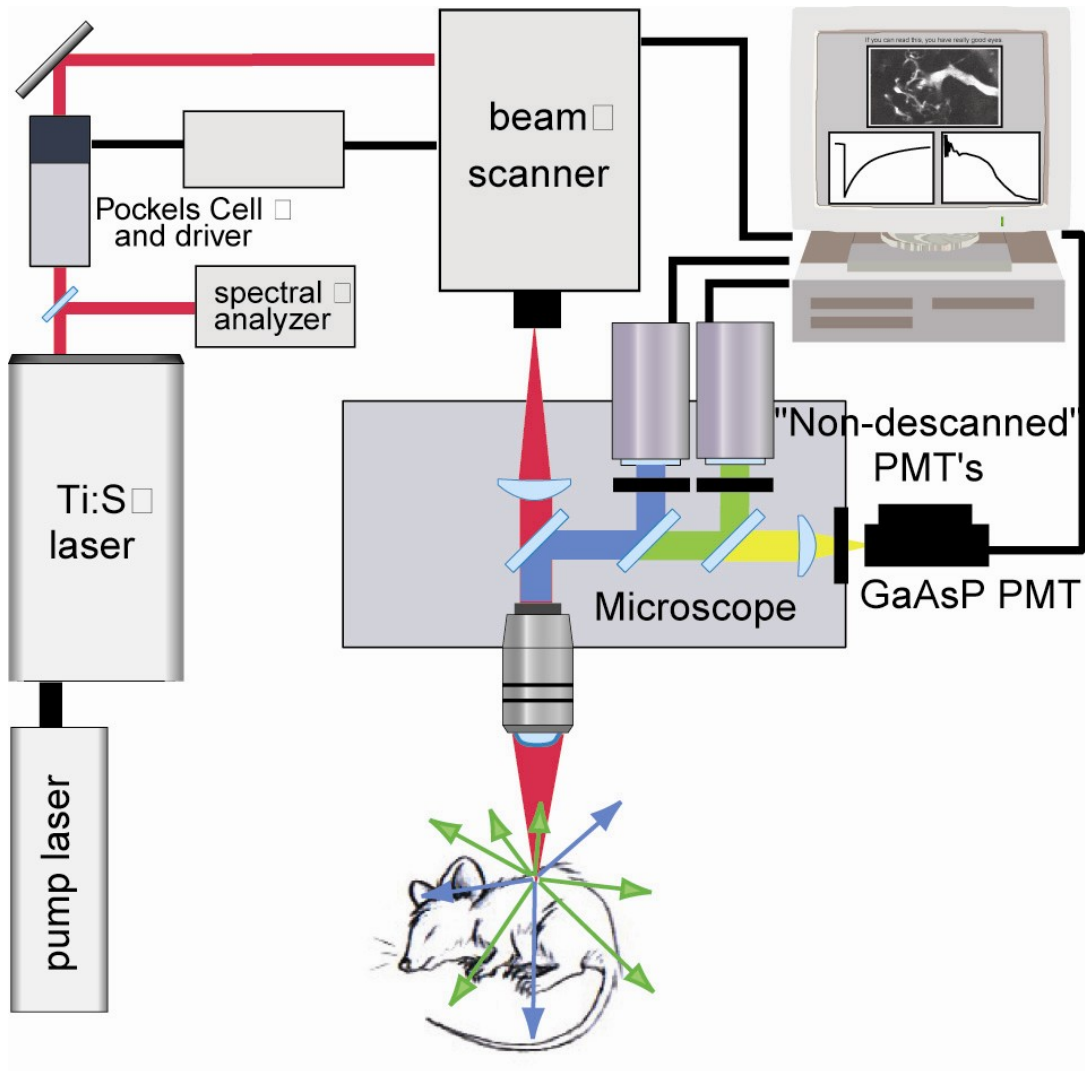 If you can read this, you have really good eyes.
beam□
scanner
Pockels Cell □
and driver
spectral □
analyzer
Ti:S□
laser
"Non-descanned"
PMT's
GaAsP PMT
Microscope
pump laser